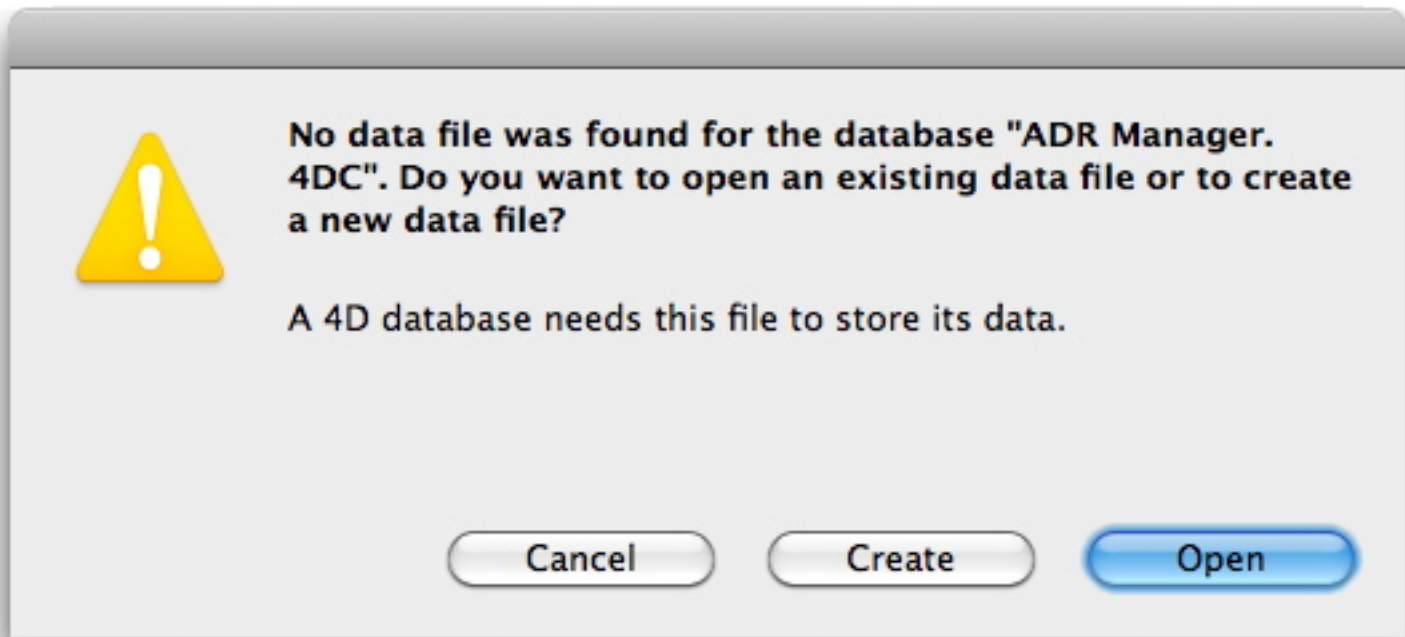 No data file was found for the database "ADR Manager.
4DC". Do you want to open an existing data file or to create
a new data file?
A 4D database needs this file to store its data.
Cancel
Create
Open